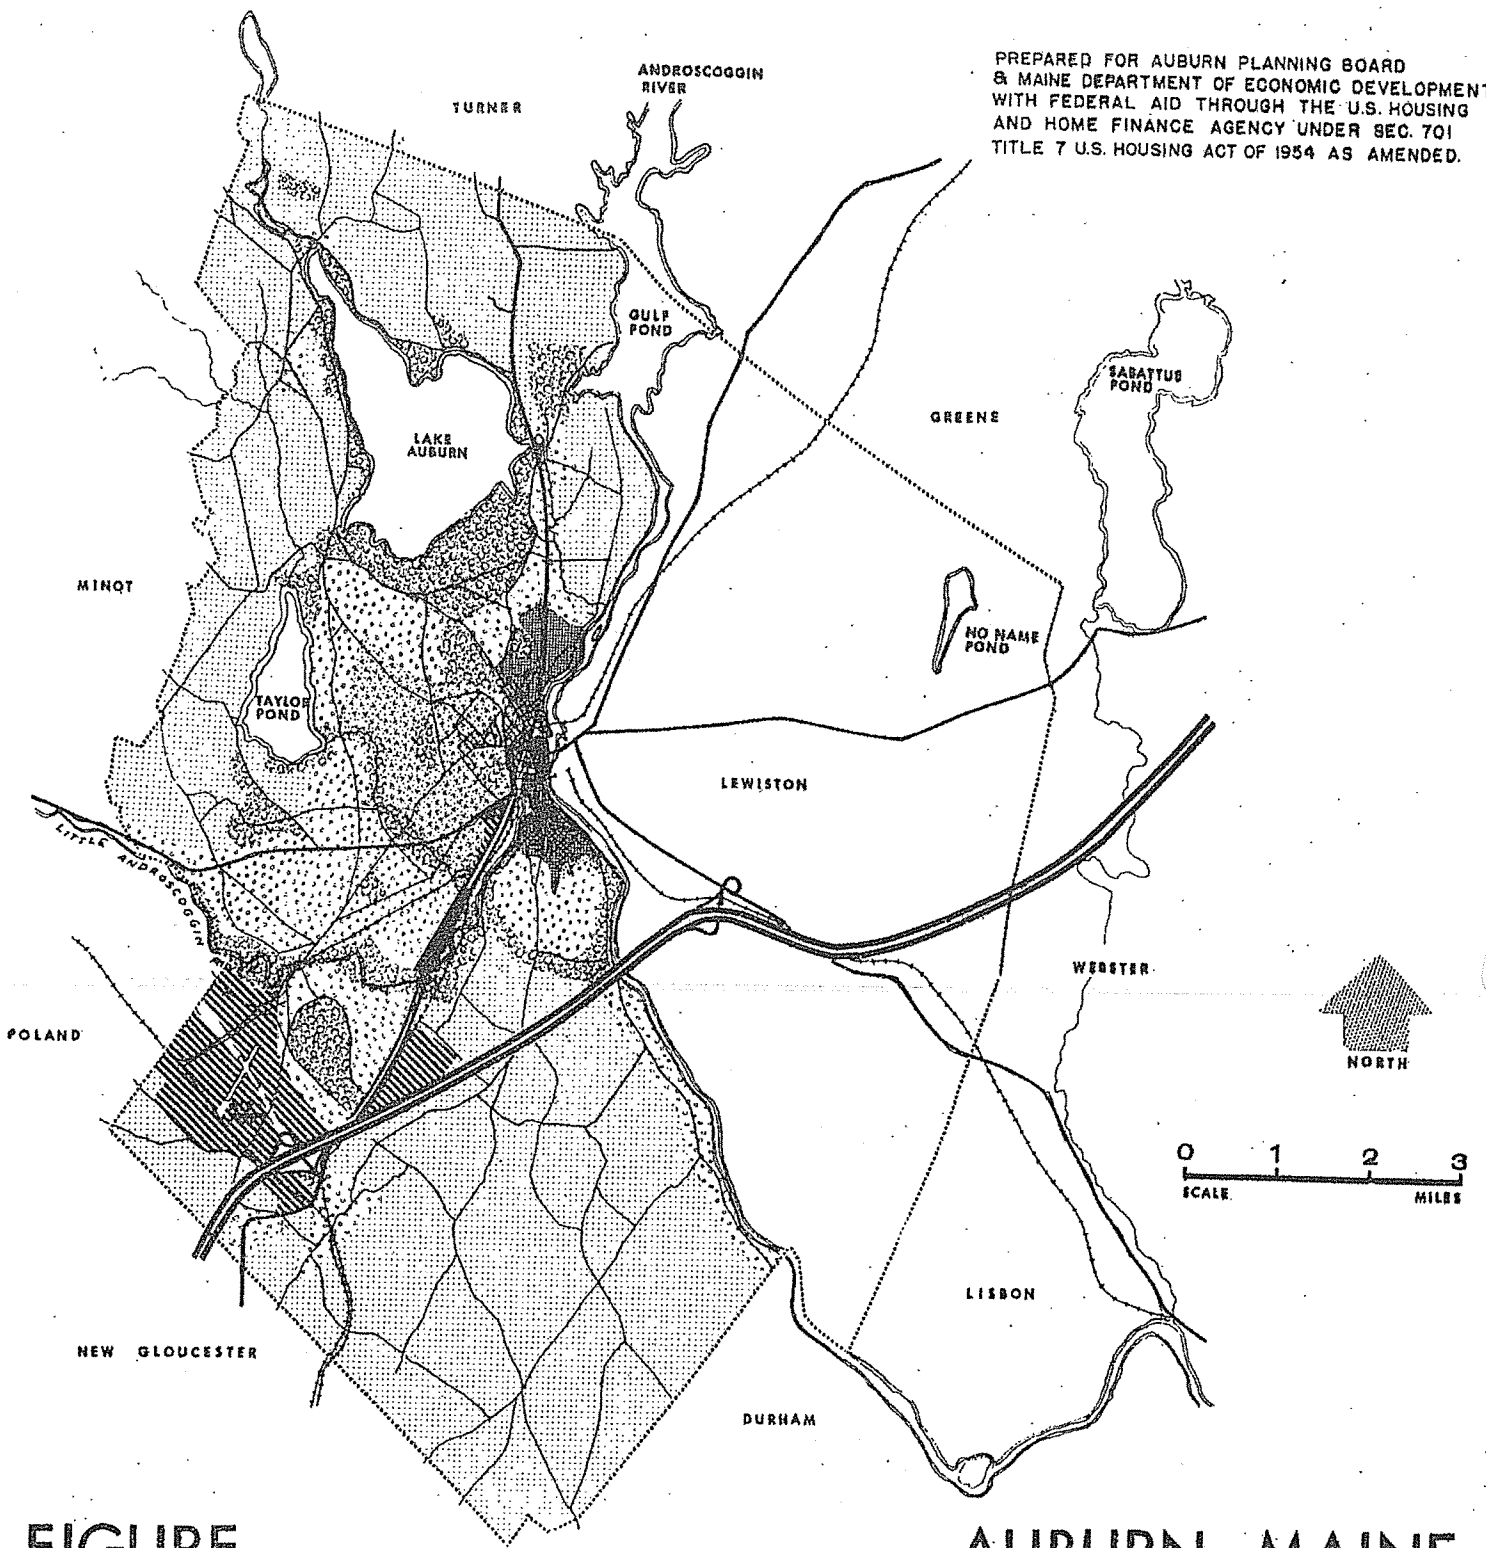 PREPARED FOR AUBURN PLANNING BOARD
& MAINE DEPARTMENT OF ECONOMIC DEVELOPMENT
WITH FEDERAL AID THROUGH THE U.S. HOUSING
AND HOME FINANCE AGENCY UNDER SEC. 701
TITLE 7 U.S. HOUSING ACT OF 1954 AS AMENDED.
ANDROSCOGGIN
RIVER
TURNER
GULF
POND
SABATTUS
POND
GREENE
LAKE
AUBURN
MINOT
NO NAME
POND
TAYLOR
POND
LEWISTON
LITTLE ANDROSCOGGIN R.
WEBSTER
POLAND
NORTH
0 1 2 3
SCALE MILES
LISBON
NEW GLOUCESTER
DURHAM
FIGURE
AUBURN, MAINE